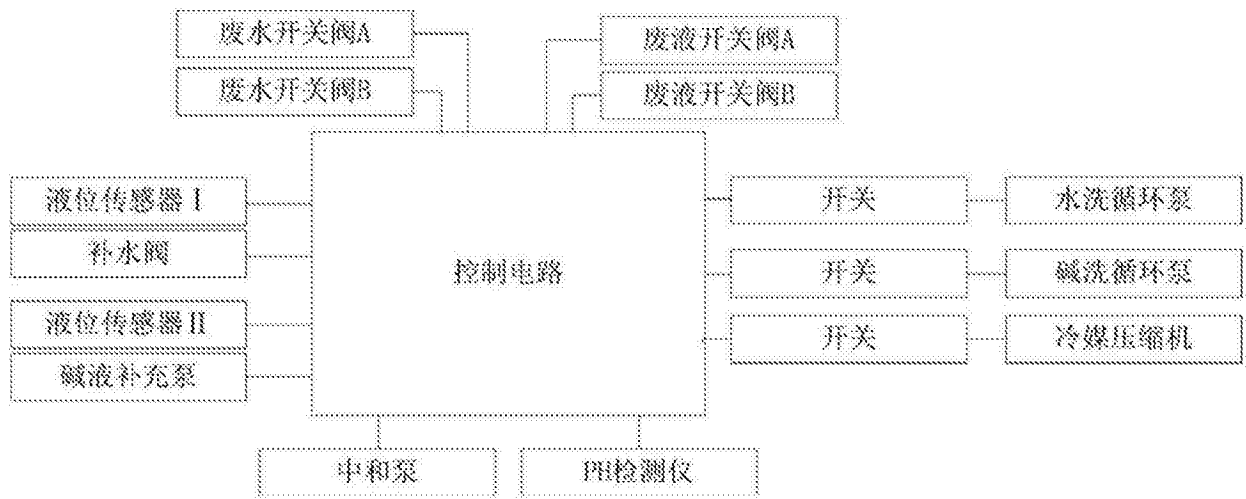 废水开关阀A
废液开关阀A
废水开关阀B
废液开关阀B
液位传感器Ⅰ
开关
水洗循环泵
补水阀
控制电路
开关
碱洗循环泵
液位传感器Ⅱ
开关
冷媒压缩机
碱液补充泵
中和泵
PH检测仪